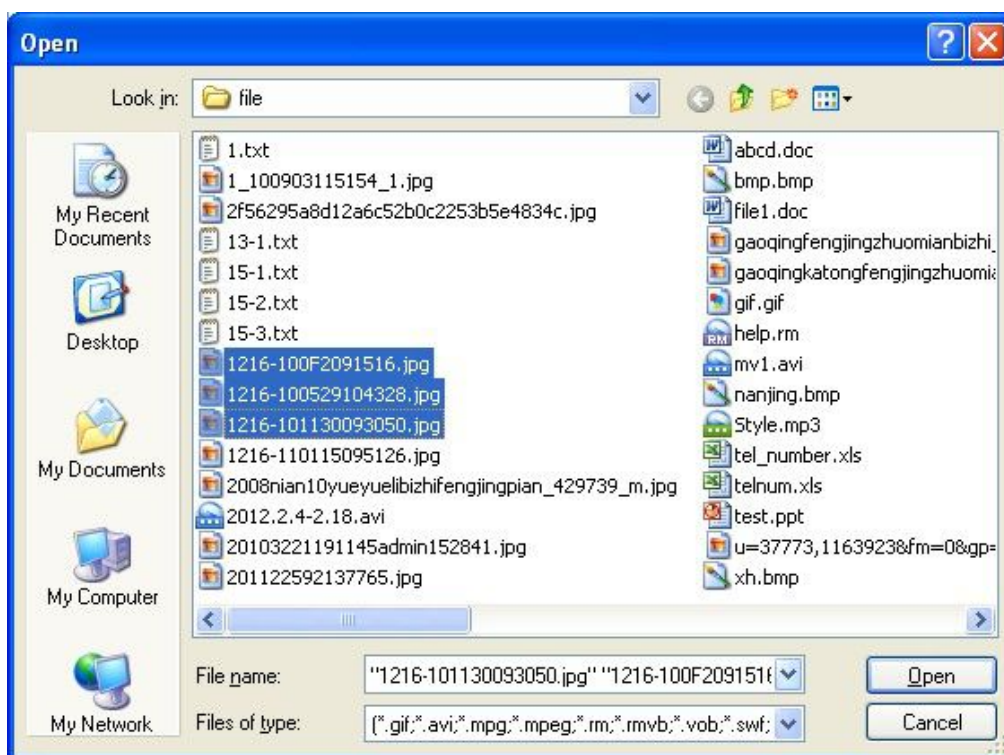 Open
Look in: file
My Recent
Documents
Desktop
My Documents
My Computer
My Network
1.txt
1_100903115154_1.jpg
2f56295a8d12a6c52b0c2253b5e4834c.jpg
13-1.txt
15-1.txt
15-2.txt
15-3.txt
1216-100F2091516.jpg
1216-100529104328.jpg
1216-101130093050.jpg
1216-110115095126.jpg
2008nian10yueyuelibizhifengjingpian_429739_m.jpg
2012.2.4-2.18.avi
20103221191145admin152841.jpg
201122592137765.jpg
abcd.doc
bmp.bmp
file1.doc
gaoqingfengjingzhuomianbizhi_
gaoqingkatongfengjingzhuomia
gif.gif
help.rm
mv1.avi
nanjing.bmp
Style.mp3
tel_number.xls
telnum.xls
test.ppt
u=37773,1163923&fm=0&gp=
xh.bmp
File name: "1216-101130093050.jpg" "1216-100F2091516 Open
Files of type: (*.gif;*.avi;*.mpg;*.mpeg;*.rm;*.rmvb;*.vob;*.swf; Cancel